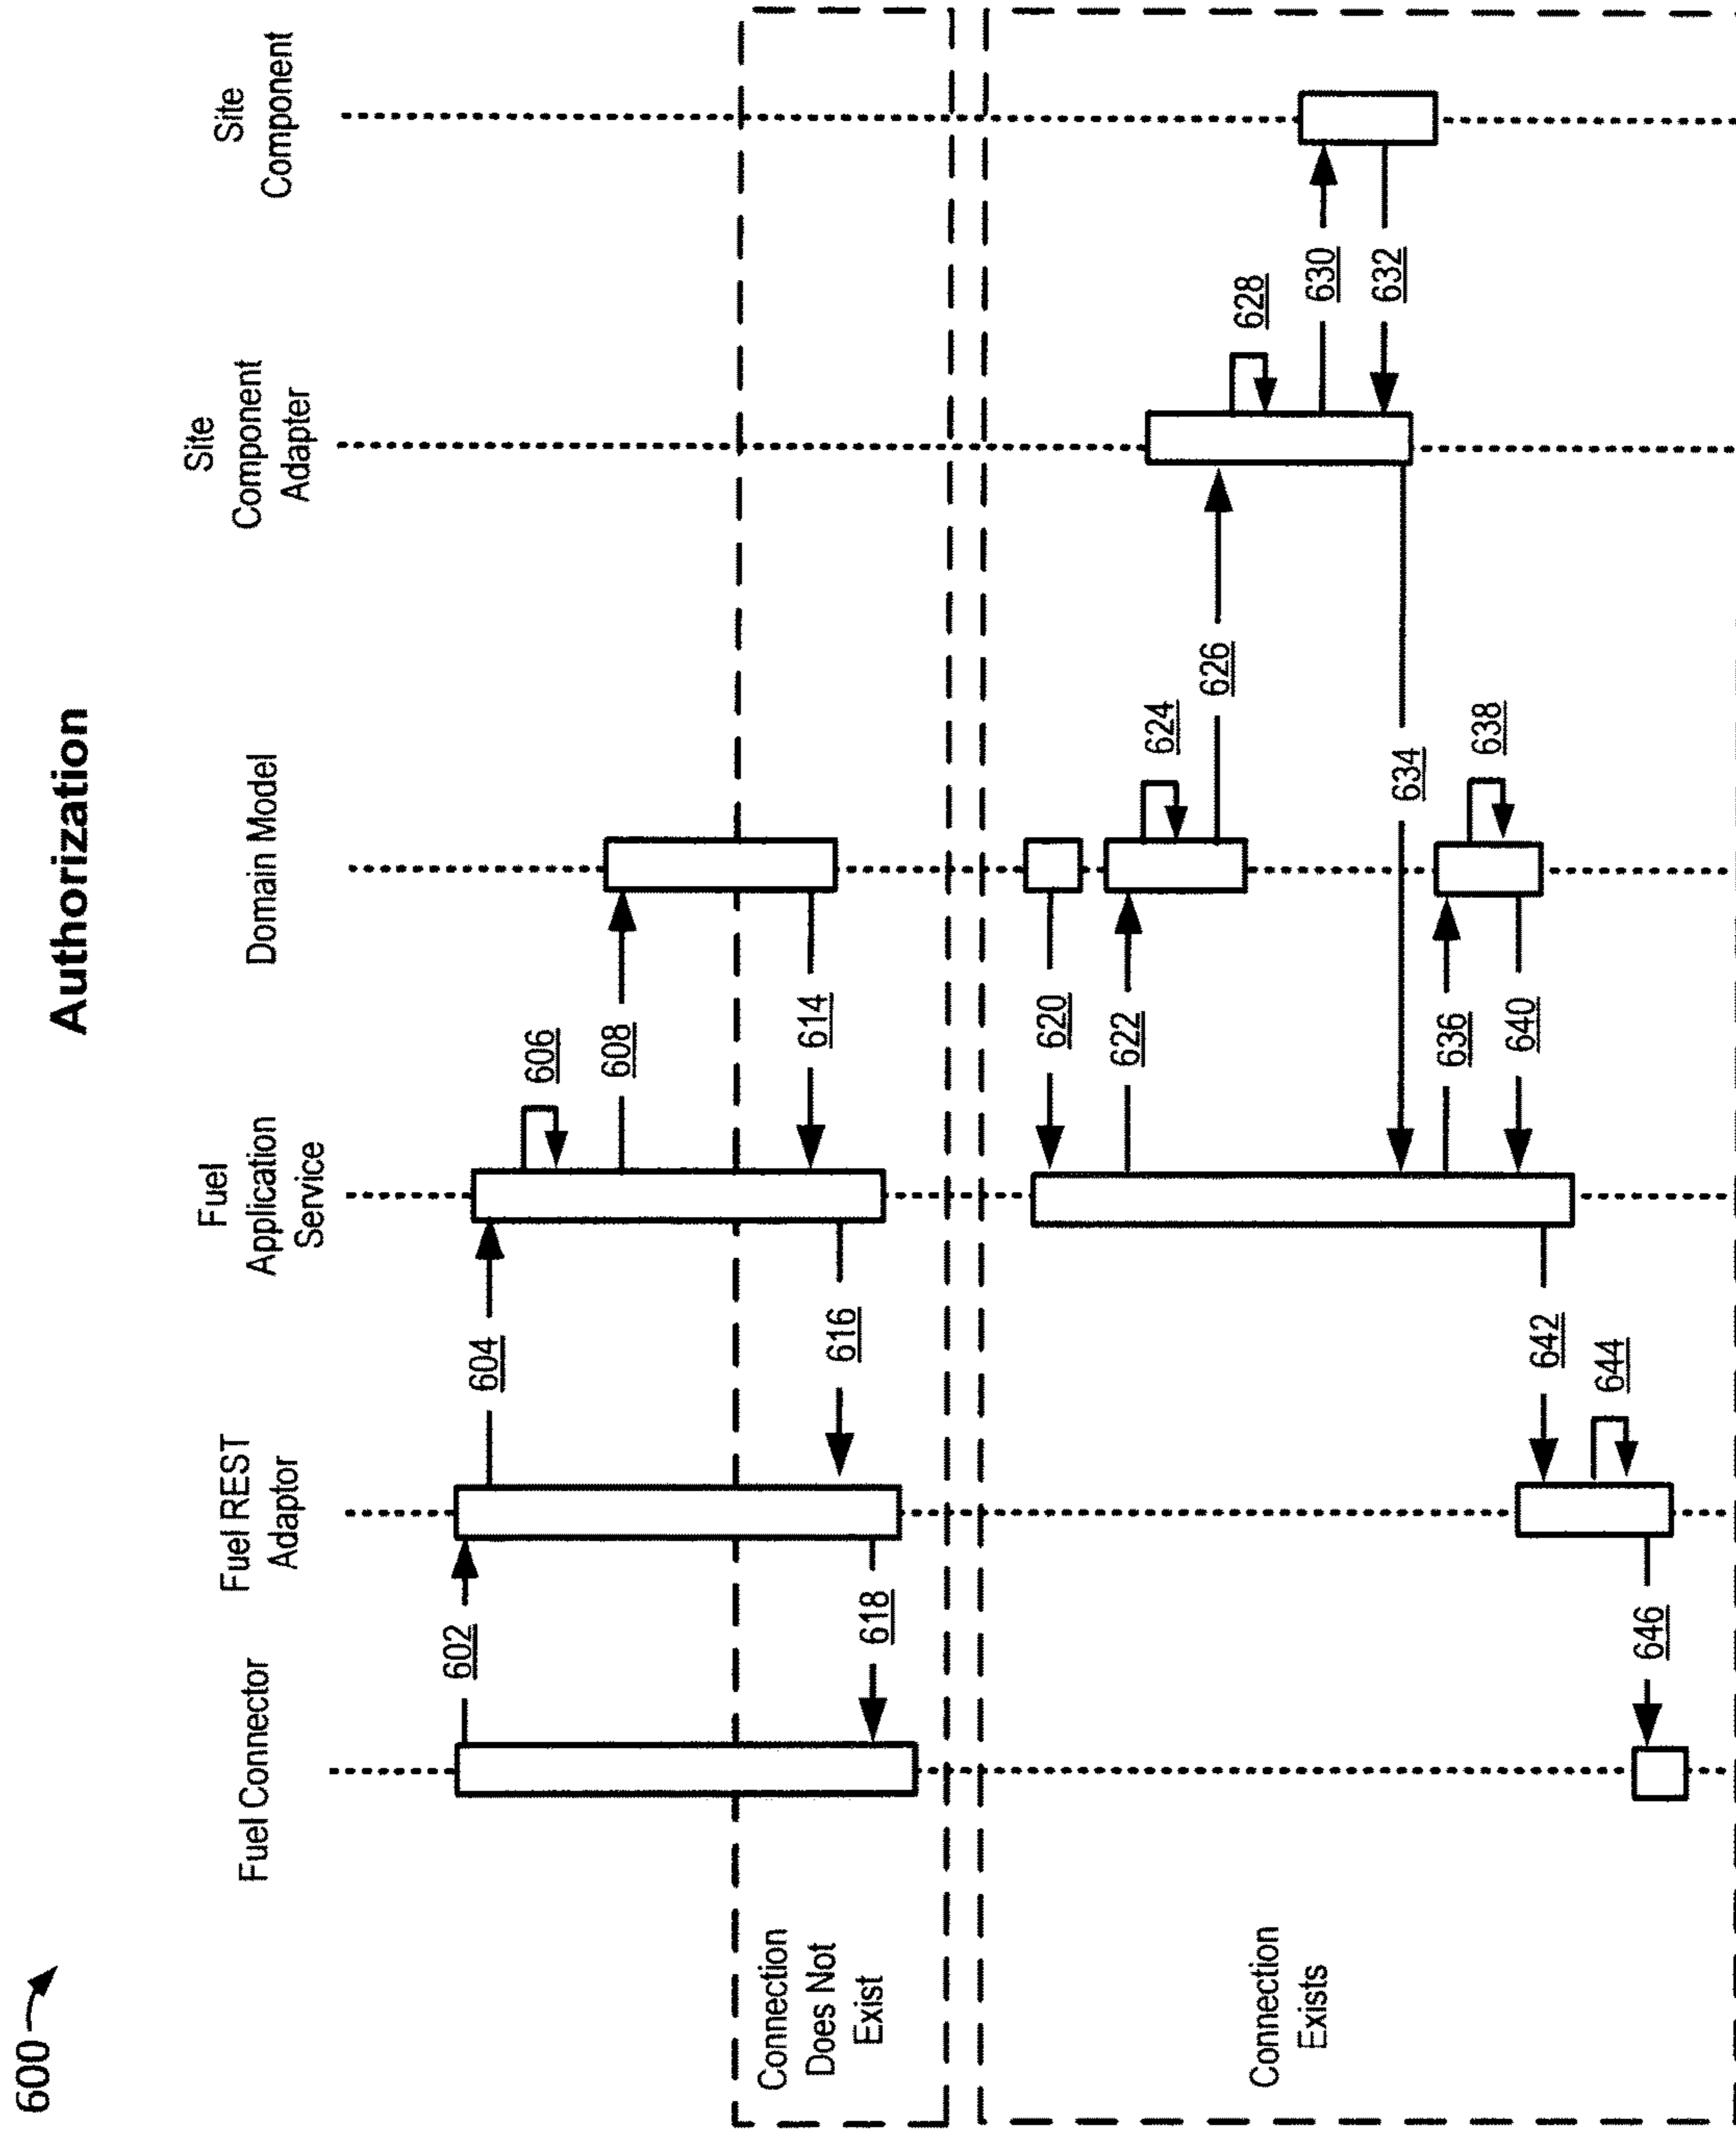 600
Authorization
Fuel Connector
Fuel REST
Adaptor
Fuel
Application
Service
Domain Model
Site
Component
Adapter
Site
Component
602
604
606
608
Connection
Does Not
Exist
614
616
618
Connection
Exists
620
622
624
626
628
630
632
634
636
638
640
642
644
646